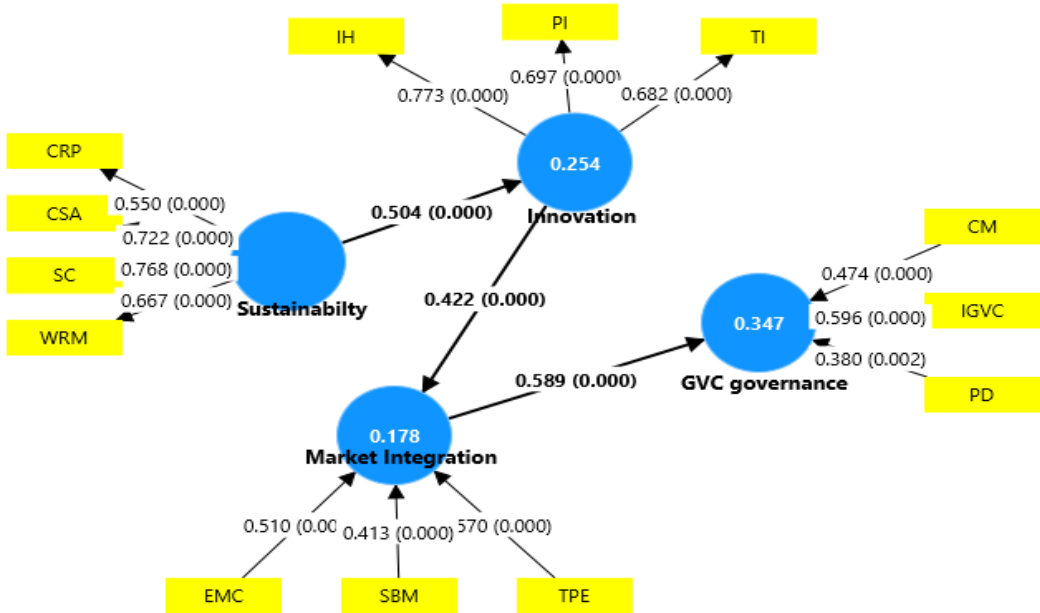 IH
PI
TI
0.773 (0.000)
0.697 (0.000)
0.682 (0.000)
0.254
Innovation
CRP
CSA
SC
WRM
0.550 (0.000)
0.722 (0.000)
0.768 (0.000)
0.667 (0.000)
Sustainabilty
0.504 (0.000)
0.422 (0.000)
CM
IGVC
PD
0.474 (0.000)
0.596 (0.000)
0.380 (0.002)
0.347
GVC governance
0.589 (0.000)
0.178
Market Integration
0.510 (0.00
0.413 (0.000)
570 (0.000)
EMC
SBM
TPE